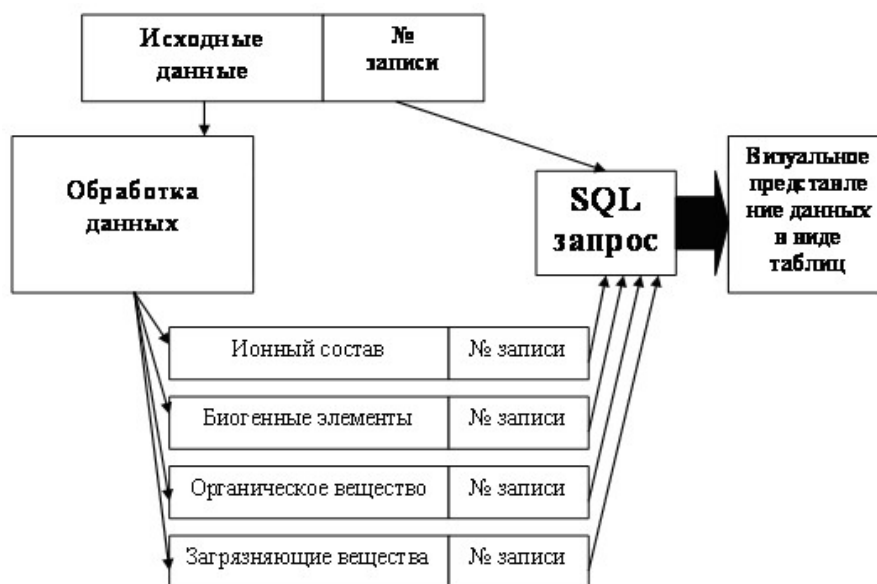 Исходные
данные
№
записи
Обработка
данных
SQL
запрос
Визуальное
представле
ние данных
в виде
таблиц
Ионный состав
№ записи
Биогенные элементы
№ записи
Органическое вещество
№ записи
Загрязняющие вещества
№ записи